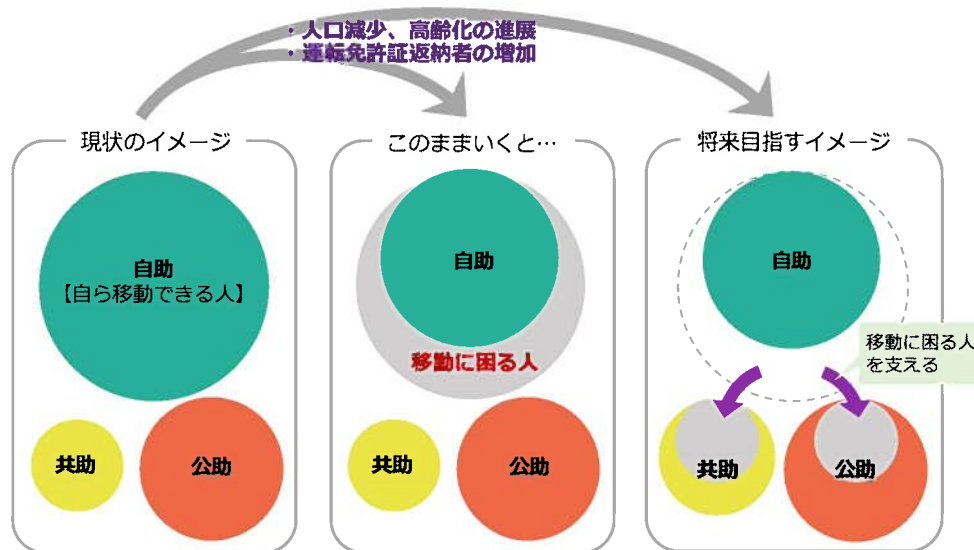 ・人口減少、高齢化の進展
・運転免許証返納者の増加
現状のイメージ
自助
【自ら移動できる人】
共助
公助
このままいくと…
自助
移動に困る人
共助
公助
将来目指すイメージ
自助
移動に困る人
を支える
共助
公助